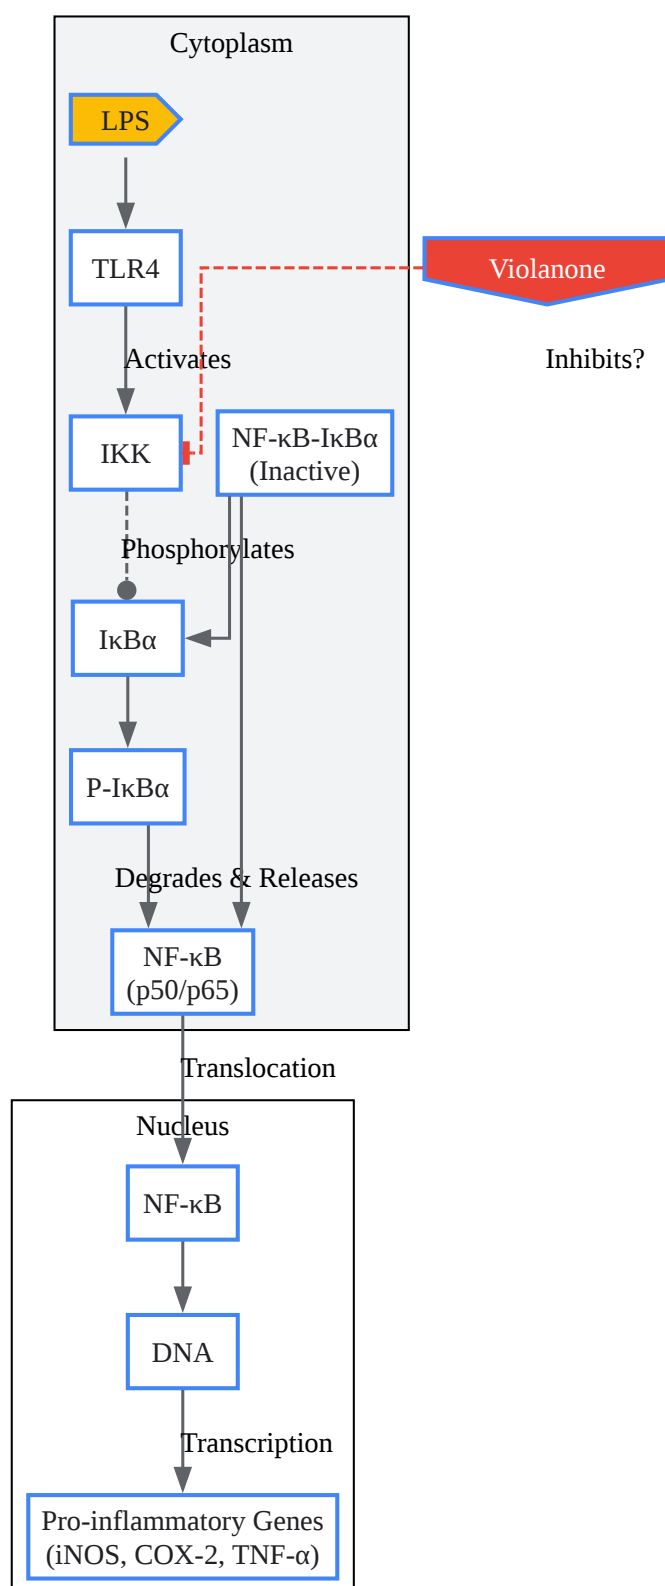 Cytoplasm
LPS
TLR4
Violanone
Activates
Inhibits?
IKK
NF-κB-IκBα
(Inactive)
Phosphorylates
IκBα
P-IκBα
Degrades & Releases
NF-κB
(p50/p65)
Translocation
Nucleus
NF-κB
DNA
Transcription
Pro-inflammatory Genes
(iNOS, COX-2, TNF-α)